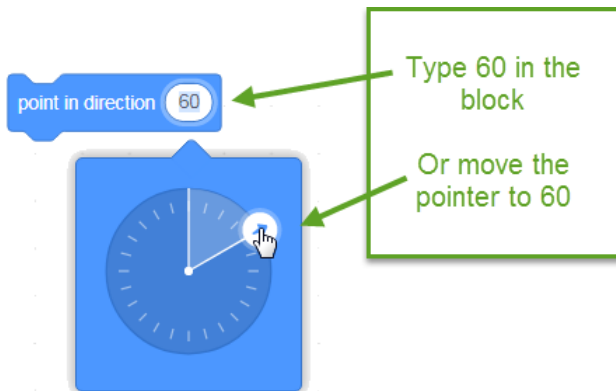 point in direction 60
Type 60 in the
block
Or move the
pointer to 60